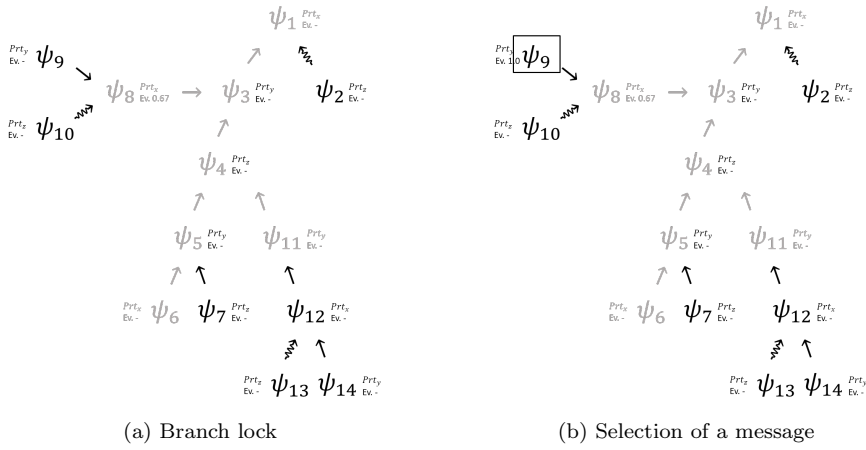 ψ1 Prtx Ev. -
Prty Ev. - ψ9
ψ8 Prtx Ev. 0.67
ψ3 Prty Ev. -
ψ2 Prtz Ev. -
Prtz Ev. - ψ10
ψ4 Prtz Ev. -
ψ5 Prty Ev. -
ψ11 Prty Ev. -
Prtx Ev. - ψ6
ψ7 Prtz Ev. -
ψ12 Prtx Ev. -
Prtz Ev. - ψ13
ψ14 Prty Ev. -
(a) Branch lock
ψ1 Prtx Ev. -
Prty Ev. 1.0 ψ9
ψ8 Prtx Ev. 0.67
ψ3 Prty Ev. -
ψ2 Prtz Ev. -
Prtz Ev. - ψ10
ψ4 Prtz Ev. -
ψ5 Prty Ev. -
ψ11 Prty Ev. -
Prtx Ev. - ψ6
ψ7 Prtz Ev. -
ψ12 Prtx Ev. -
Prtz Ev. - ψ13
ψ14 Prty Ev. -
(b) Selection of a message